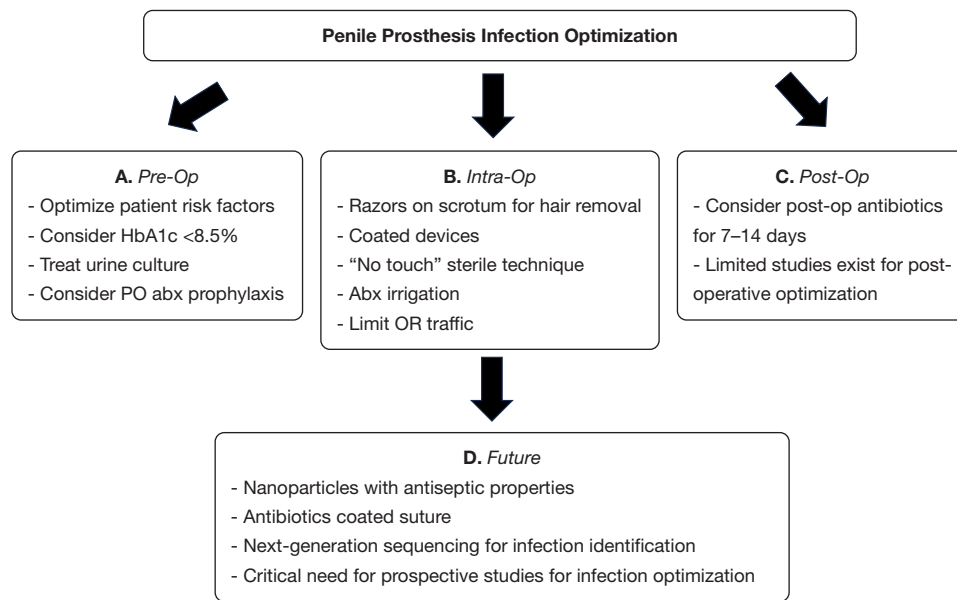 Penile Prosthesis Infection Optimization
A. Pre-Op
- Optimize patient risk factors
- Consider HbA1c <8.5%
- Treat urine culture
- Consider PO abx prophylaxis
B. Intra-Op
- Razors on scrotum for hair removal
- Coated devices
- “No touch” sterile technique
- Abx irrigation
- Limit OR traffic
C. Post-Op
- Consider post-op antibiotics
for 7–14 days
- Limited studies exist for post-
operative optimization
D. Future
- Nanoparticles with antiseptic properties
- Antibiotics coated suture
- Next-generation sequencing for infection identification
- Critical need for prospective studies for infection optimization